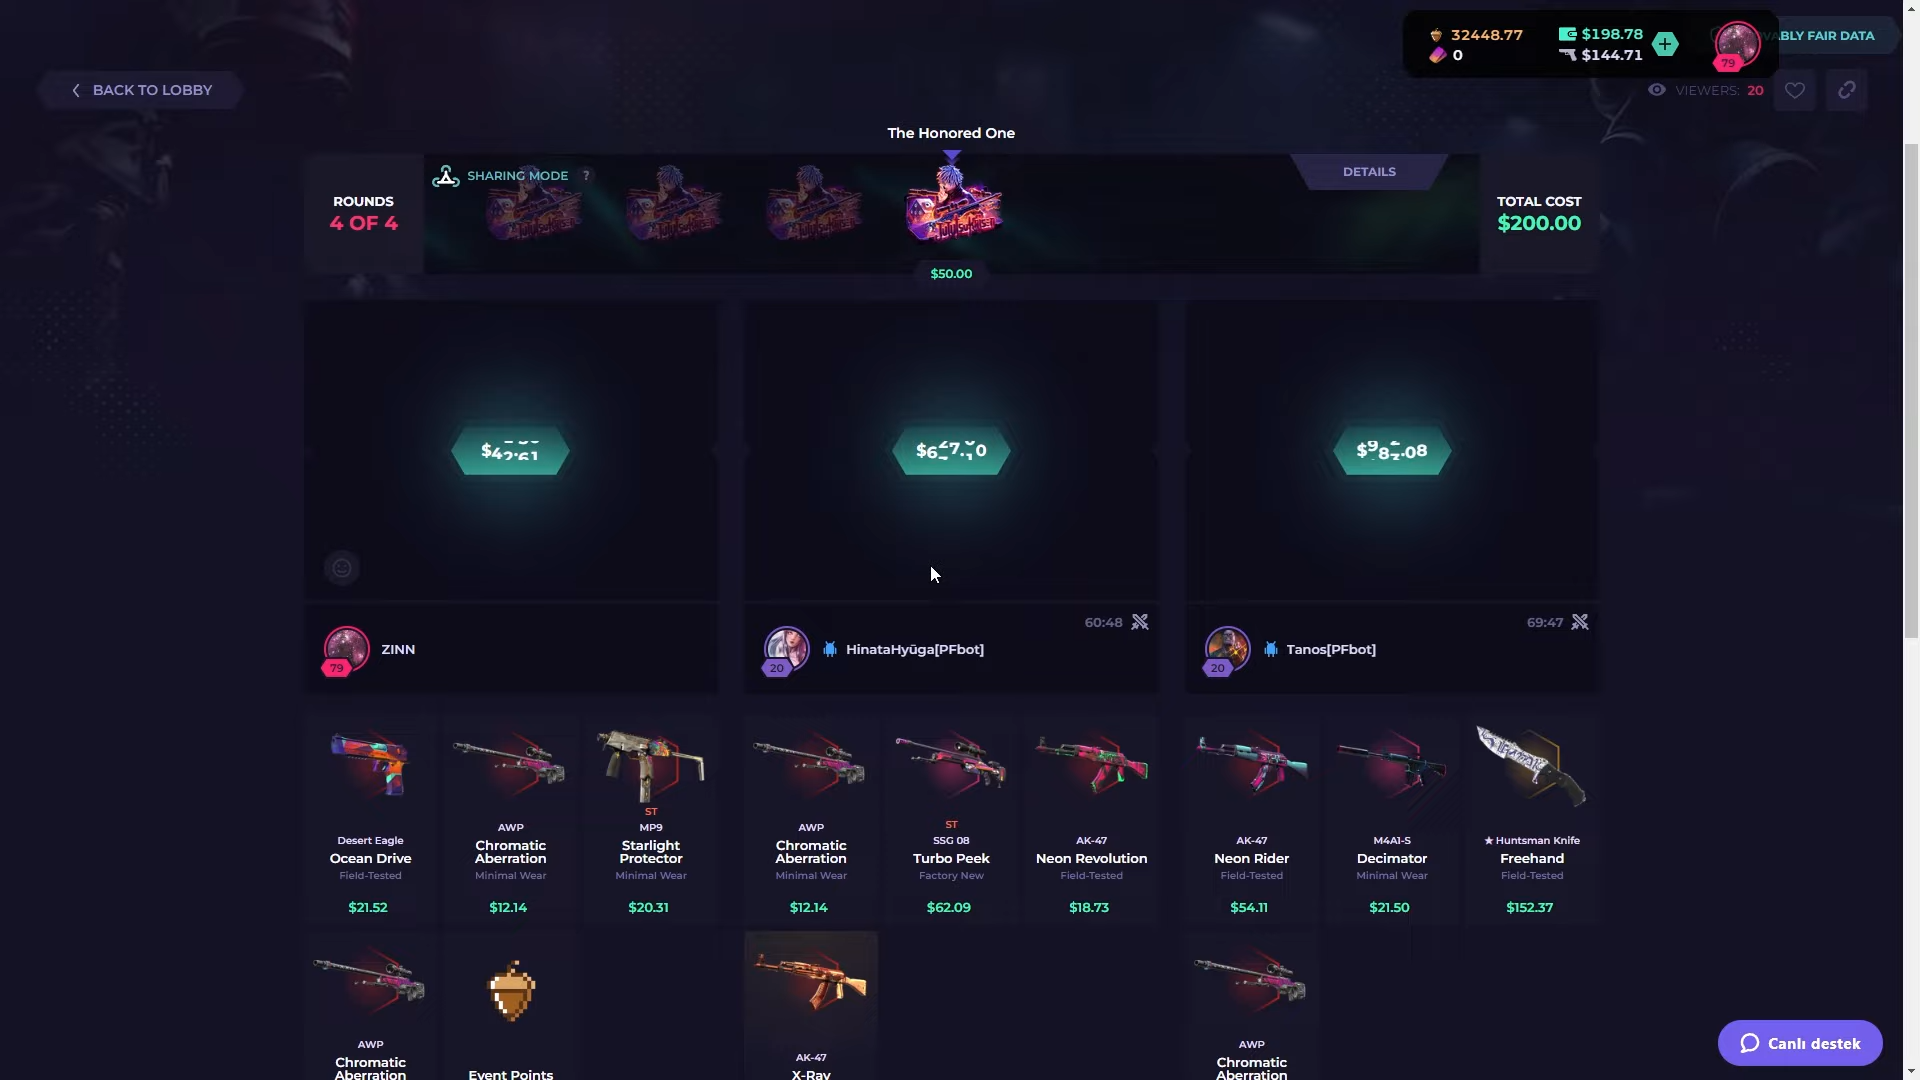 32448.77
$198.78
0
$144.71
79
ABLY FAIR DATA
BACK TO LOBBY
VIEWERS: 20
The Honored One
SHARING MODE ?
DETAILS
ROUNDS
4 OF 4
TOTAL COST
$200.00
$50.00
60:48
69:47
79
ZINN
20
HinataHyūga[PFbot]
20
Tanos[PFbot]
Desert Eagle
Ocean Drive
Field-Tested
$21.52
AWP
Chromatic
Aberration
Minimal Wear
$12.14
ST
MP9
Starlight
Protector
Minimal Wear
$20.31
AWP
Chromatic
Aberration
Minimal Wear
$12.14
ST
SSG 08
Turbo Peek
Factory New
$62.09
AK-47
Neon Revolution
Field-Tested
$18.73
AK-47
Neon Rider
Field-Tested
$54.11
M4A1-S
Decimator
Minimal Wear
$21.50
★ Huntsman Knife
Freehand
Field-Tested
$152.37
AWP
Chromatic
Aberration
Event Points
AK-47
X-Ray
AWP
Chromatic
Aberration
Canlı destek